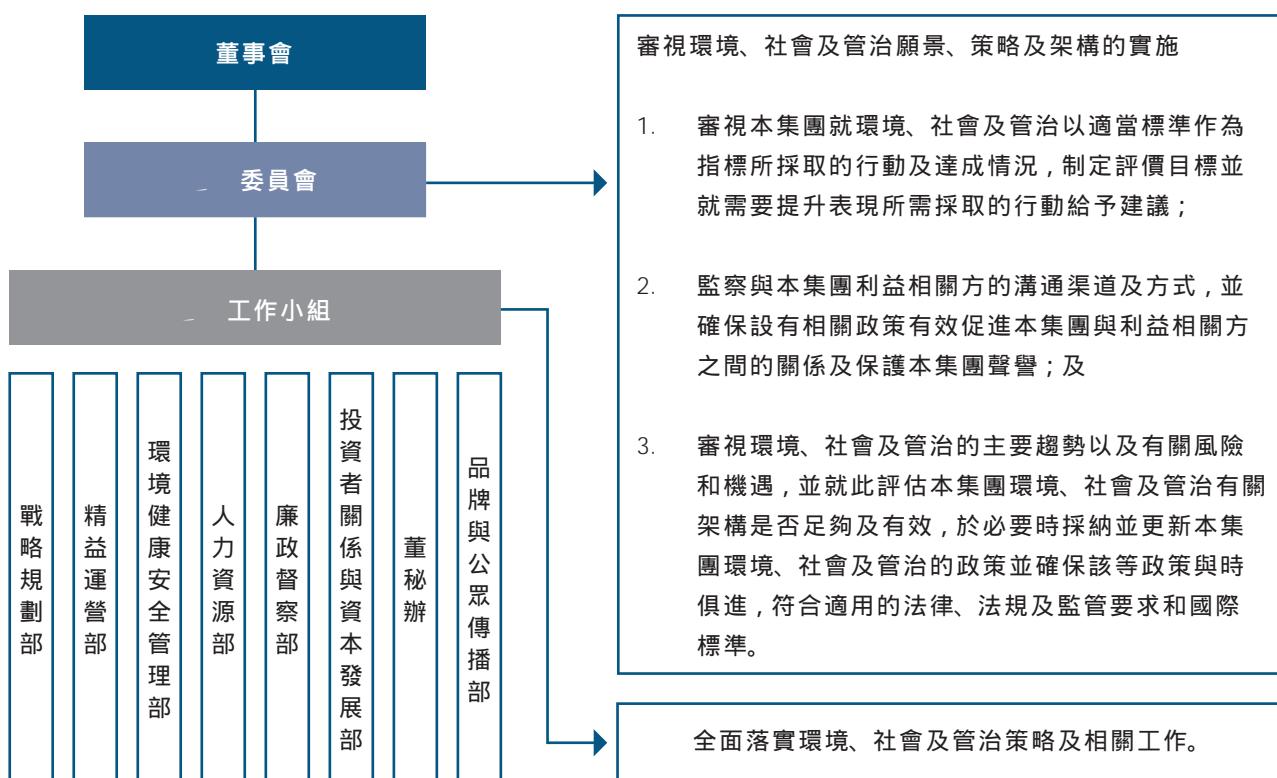 董事會
委員會
工作小組
戰略規劃部
精益運營部
環境健康安全管理部
人力資源部
廉政督察部
投資者關係與資本發展部
董秘辦
品牌與公眾傳播部
審視環境、社會及管治願景、策略及架構的實施
1. 審視本集團就環境、社會及管治以適當標準作為
指標所採取的行動及達成情況，制定評價目標並
就需要提升表現所需採取的行動給予建議；
2. 監察與本集團利益相關方的溝通渠道及方式，並
確保設有相關政策有效促進本集團與利益相關方
之間的關係及保護本集團聲譽；及
3. 審視環境、社會及管治的主要趨勢以及有關風險
和機遇，並就此評估本集團環境、社會及管治有關
架構是否足夠及有效，於必要時採納並更新本集
團環境、社會及管治的政策並確保該等政策與時
俱進，符合適用的法律、法規及監管要求和國際
標準。
全面落實環境、社會及管治策略及相關工作。